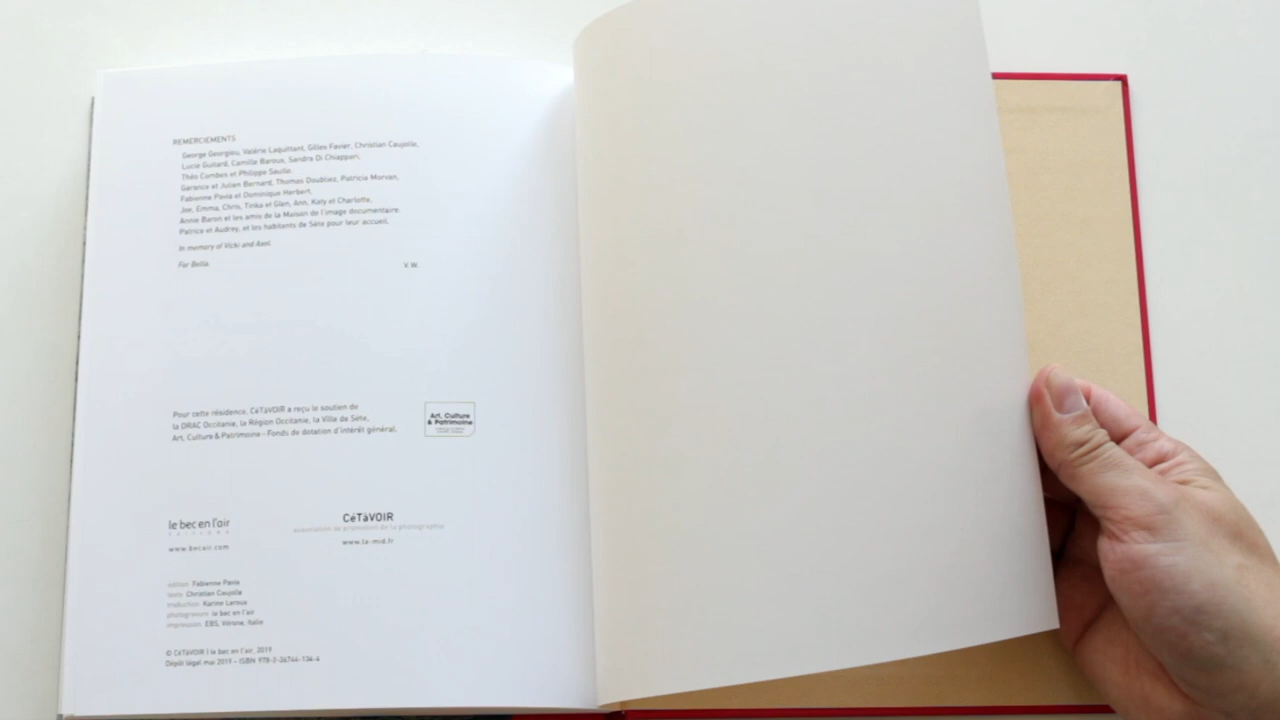 REMERCIEMENTS
George Georgiou, Valérie Laquittant, Gilles Favier, Christian Caujolle,
Lucie Guitard, Camille Baroux, Sandra Di Chiappari,
Théo Combes et Philippe Saulle.
Garance et Julien Bernard, Thomas Doubliez, Patricia Morvan,
Fabienne Pavia et Dominique Herbert.
Joe, Emma, Chris, Tinka et Glen, Ann, Katy et Charlotte,
Annie Baron et les amis de la Maison de l'image documentaire.
Patrice et Audrey, et les habitants de Sète pour leur accueil.
In memory of Vicki and Axel.
For Bella.
V. W.
Pour cette résidence, CéTàVOIR a reçu le soutien de
la DRAC Occitanie, la Région Occitanie, la Ville de Sète,
Art, Culture & Patrimoine - Fonds de dotation d'intérêt général.
Art, Culture
& Patrimoine
le bec en l'air
ÉDITIONS
www.becair.com
CéTàVOIR
association de promotion de la photographie
www.la-mid.fr
édition Fabienne Pavia
texte Christian Caujolle
traduction Karine Leroux
photogravure le bec en l'air
impression EBS, Vérone, Italie
© CéTàVOIR | le bec en l'air, 2019
Dépôt légal mai 2019 – ISBN 978-2-36744-134-4